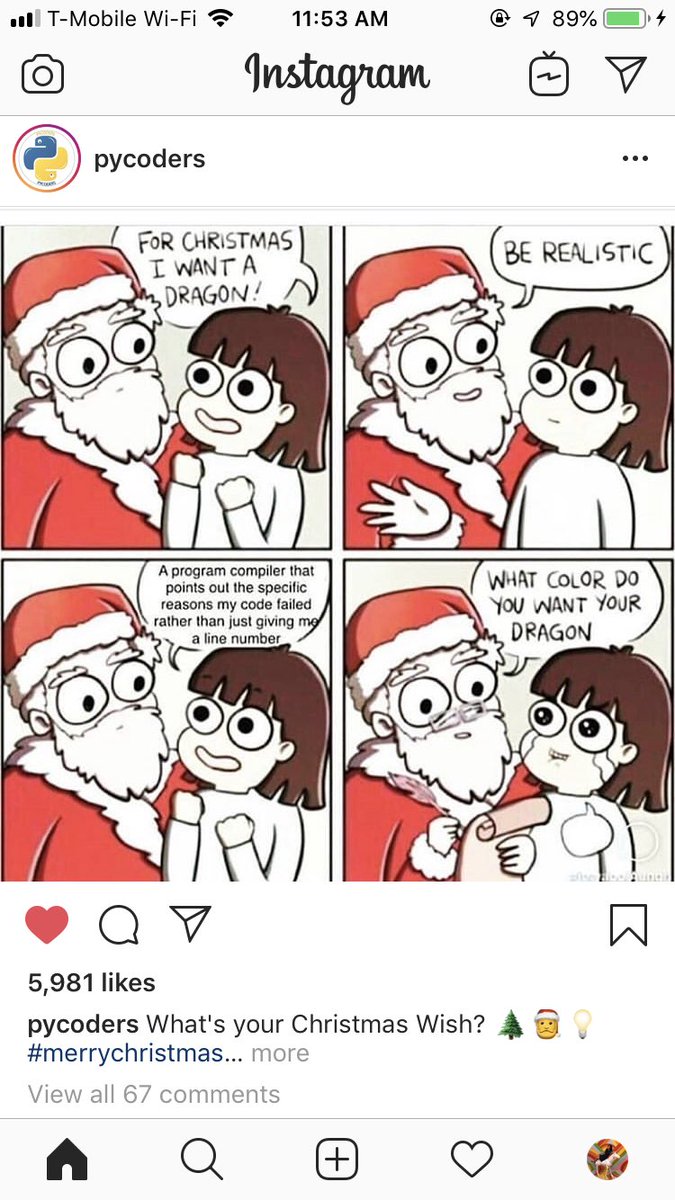 T-Mobile Wi-Fi 11:53 AM 89%
Instagram
pycoders
FOR CHRISTMAS
I WANT A
DRAGON!
BE REALISTIC
A program compiler that
points out the specific
reasons my code failed
rather than just giving me
a line number
WHAT COLOR DO
YOU WANT YOUR
DRAGON
5,981 likes
pycoders What's your Christmas Wish? 🎄🎅💡
#merrychristmas... more
View all 67 comments